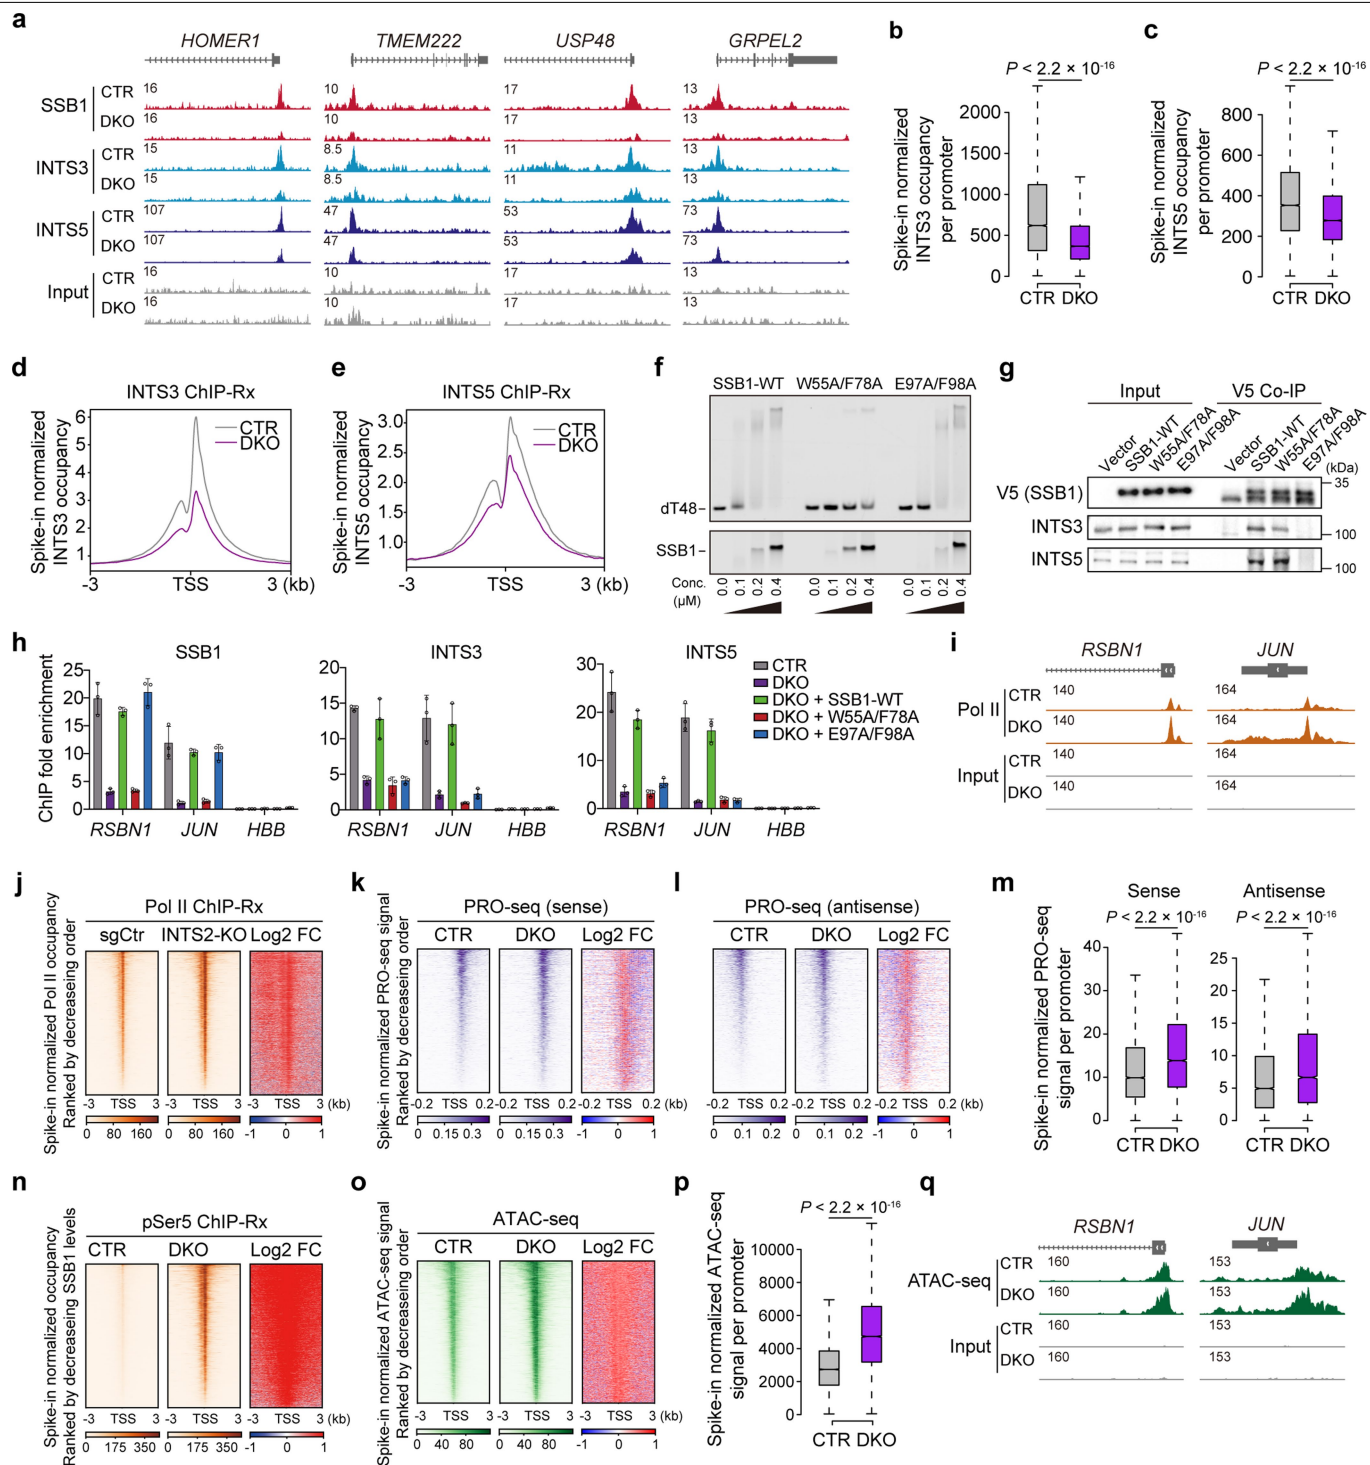 a
HOMER1
TMEM222
USP48
GRPEL2
SSB1
CTR
16
10
17
13
DKO
16
10
17
13
INTS3
CTR
15
8.5
11
13
DKO
15
8.5
11
13
INTS5
CTR
107
47
53
73
DKO
107
47
53
73
Input
CTR
16
10
17
13
DKO
16
10
17
13
b
P < 2.2 × 10-16
Spike-in normalized
INTS3 occupancy
per promoter
2000
1500
1000
500
0
CTR DKO
c
P < 2.2 × 10-16
Spike-in normalized
INTS5 occupancy
per promoter
800
600
400
200
0
CTR DKO
d
INTS3 ChIP-Rx
Spike-in normalized
INTS3 occupancy
6
5
4
3
2
1
CTR
DKO
-3
TSS
3 (kb)
e
INTS5 ChIP-Rx
Spike-in normalized
INTS5 occupancy
3.0
2.5
2.0
1.5
1.0
CTR
DKO
-3
TSS
3 (kb)
f
SSB1-WT
W55A/F78A
E97A/F98A
dT48
SSB1
Conc.
(µM)
0.0 0.1 0.2 0.4
0.0 0.1 0.2 0.4
0.0 0.1 0.2 0.4
g
Input
V5 Co-IP
Vector
SSB1-WT
W55A/F78A
E97A/F98A
Vector
SSB1-WT
W55A/F78A
E97A/F98A
(kDa)
V5 (SSB1)
35
INTS3
100
INTS5
100
h
SSB1
ChIP fold enrichment
25
20
15
10
5
0
RSBN1
JUN
HBB
INTS3
20
15
10
5
0
RSBN1
JUN
HBB
INTS5
30
20
10
0
RSBN1
JUN
HBB
CTR
DKO
DKO + SSB1-WT
DKO + W55A/F78A
DKO + E97A/F98A
i
RSBN1
JUN
Pol II
CTR
140
164
DKO
140
164
Input
CTR
140
164
DKO
140
164
j
Pol II ChIP-Rx
sgCtr
INTS2-KO
Log2 FC
Spike-in normalized Pol II occupancy
Ranked by decreasing order
-3 TSS 3
-3 TSS 3
-3 TSS 3 (kb)
0 80 160
0 80 160
-1 0 1
k
PRO-seq (sense)
CTR
DKO
Log2 FC
Spike-in normalized PRO-seq signal
Ranked by decreasing order
-0.2 TSS 0.2
-0.2 TSS 0.2
-0.2 TSS 0.2 (kb)
0 0.15 0.3
0 0.15 0.3
-1 0 1
l
PRO-seq (antisense)
CTR
DKO
Log2 FC
-0.2 TSS 0.2
-0.2 TSS 0.2
-0.2 TSS 0.2 (kb)
0 0.1 0.2
0 0.1 0.2
-1 0 1
m
Sense
Antisense
P < 2.2 × 10-16
P < 2.2 × 10-16
Spike-in normalized PRO-seq
signal per promoter
40
30
20
10
0
CTR DKO
25
20
15
10
5
0
CTR DKO
n
pSer5 ChIP-Rx
CTR
DKO
Log2 FC
Spike-in normalized occupancy
Ranked by decreasing SSB1 levels
-3 TSS 3
-3 TSS 3
-3 TSS 3 (kb)
0 175 350
0 175 350
-1 0 1
o
ATAC-seq
CTR
DKO
Log2 FC
Spike-in normalized ATAC-seq signal
Ranked by decreasing order
-3 TSS 3
-3 TSS 3
-3 TSS 3 (kb)
0 40 80
0 40 80
-1 0 1
p
P < 2.2 × 10-16
Spike-in normalized ATAC-seq
signal per promoter
10000
8000
6000
4000
2000
0
CTR DKO
q
RSBN1
JUN
ATAC-seq
CTR
160
153
DKO
160
153
Input
CTR
160
153
DKO
160
153